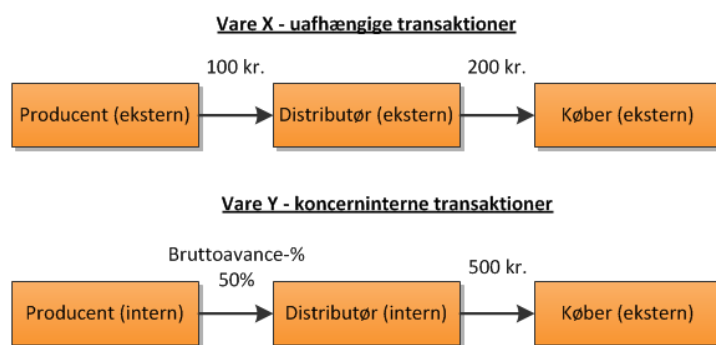 Vare X - uafhængige transaktioner
100 kr.
200 kr.
Producent (ekstern)
Distributør (ekstern)
Køber (ekstern)
Vare Y - koncerninterne transaktioner
Bruttoavance-%
50%
500 kr.
Producent (intern)
Distributør (intern)
Køber (ekstern)